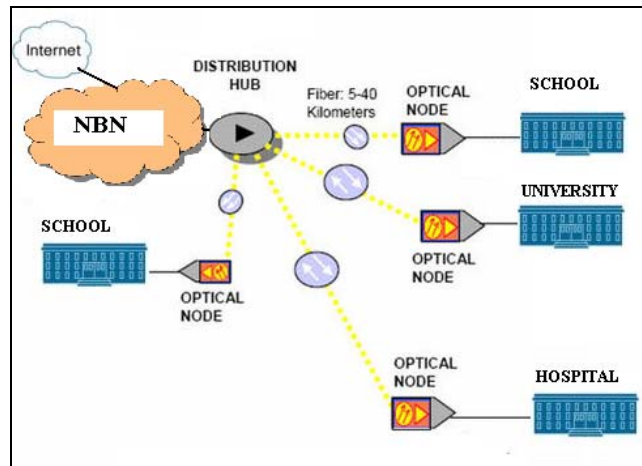 Internet
NBN
DISTRIBUTION
HUB
Fiber: 5-40
Kilometers
OPTICAL
NODE
SCHOOL
UNIVERSITY
OPTICAL
NODE
SCHOOL
OPTICAL
NODE
OPTICAL
NODE
HOSPITAL